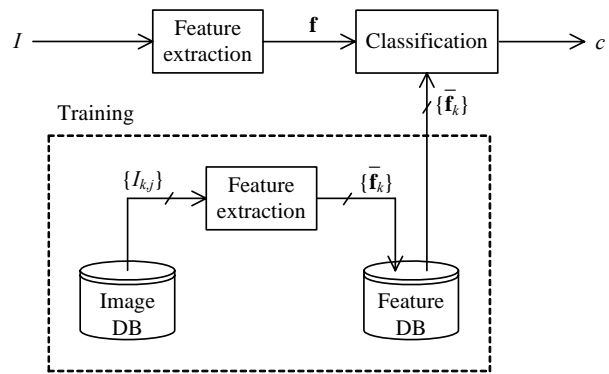 I
Feature
extraction
f
Classification
c
{f̄ₖ}
Training
{Iₖ,ⱼ}
Feature
extraction
{f̄ₖ}
Image
DB
Feature
DB